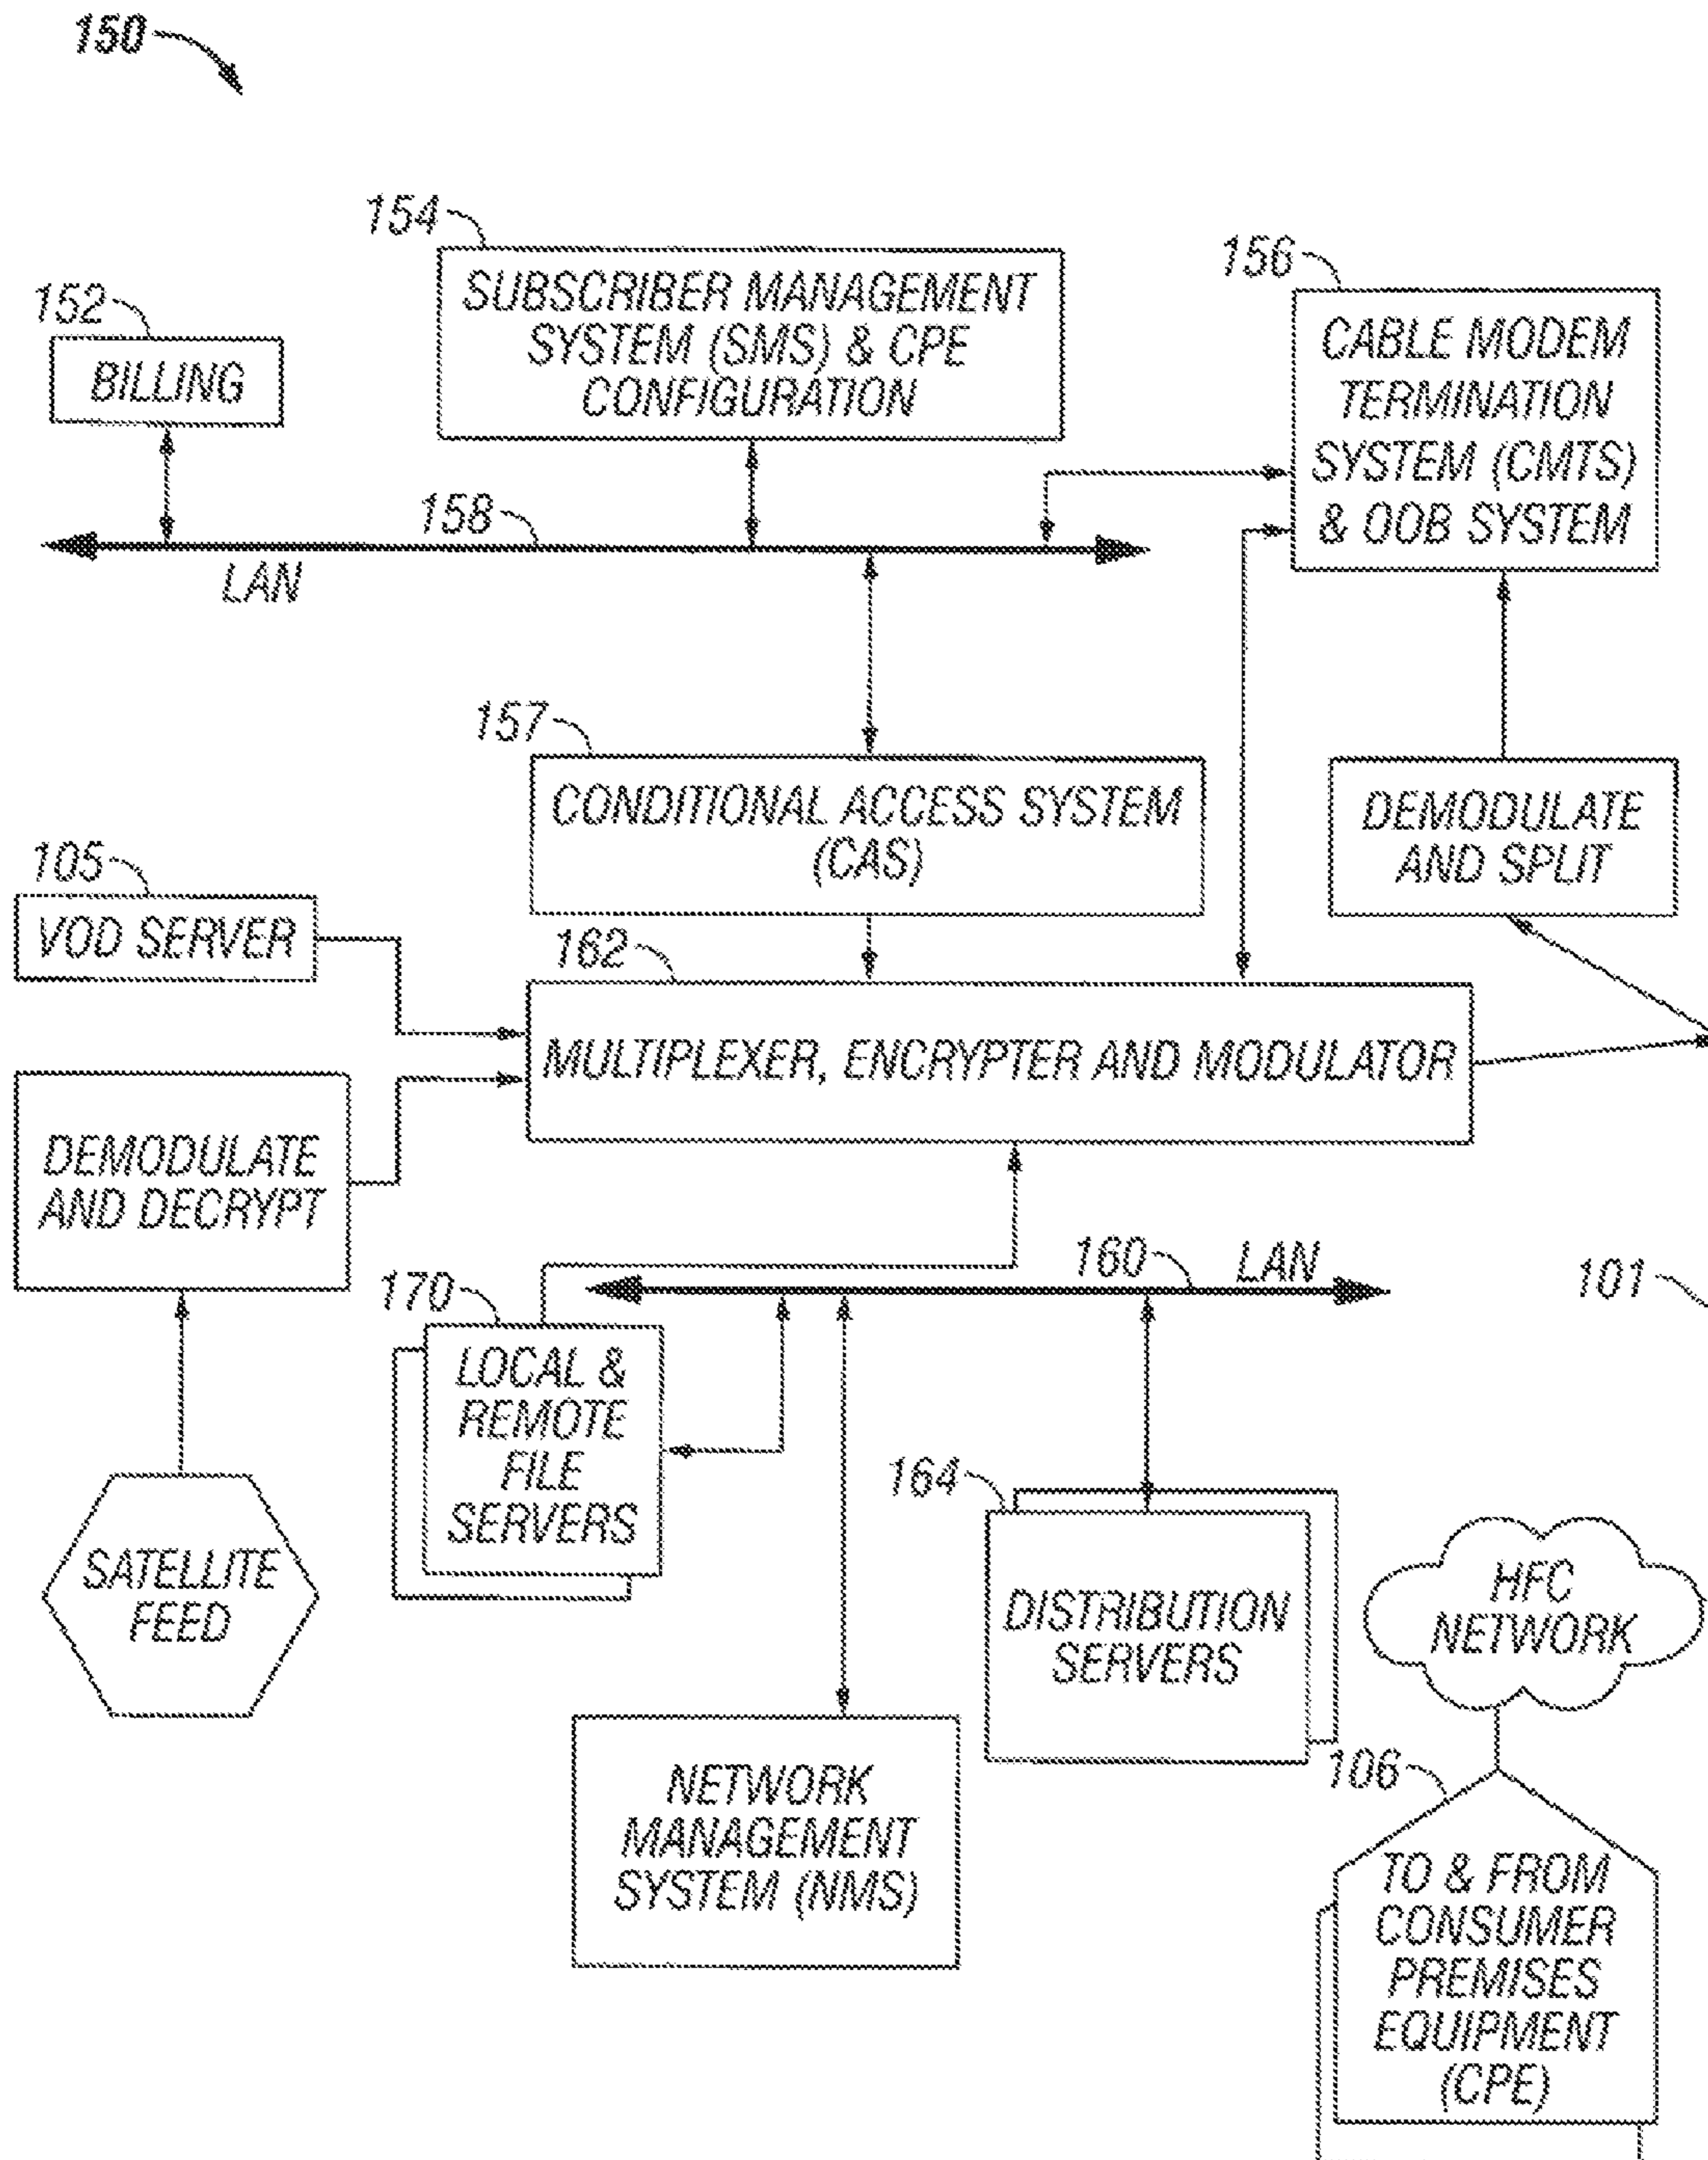 150
154
SUBSCRIBER MANAGEMENT
SYSTEM (SMS) & CPE
CONFIGURATION
156
CABLE MODEM
TERMINATION
SYSTEM (CMTS)
& OOB SYSTEM
152
BILLING
158
LAN
157
CONDITIONAL ACCESS SYSTEM
(CAS)
DEMODULATE
AND SPLIT
105
VOD SERVER
162
MULTIPLEXER, ENCRYPTER AND MODULATOR
DEMODULATE
AND DECRYPT
160
LAN
101
170
LOCAL &
REMOTE
FILE
SERVERS
164
DISTRIBUTION
SERVERS
SATELLITE
FEED
HFC
NETWORK
NETWORK
MANAGEMENT
SYSTEM (NMS)
106
TO & FROM
CONSUMER
PREMISES
EQUIPMENT
(CPE)